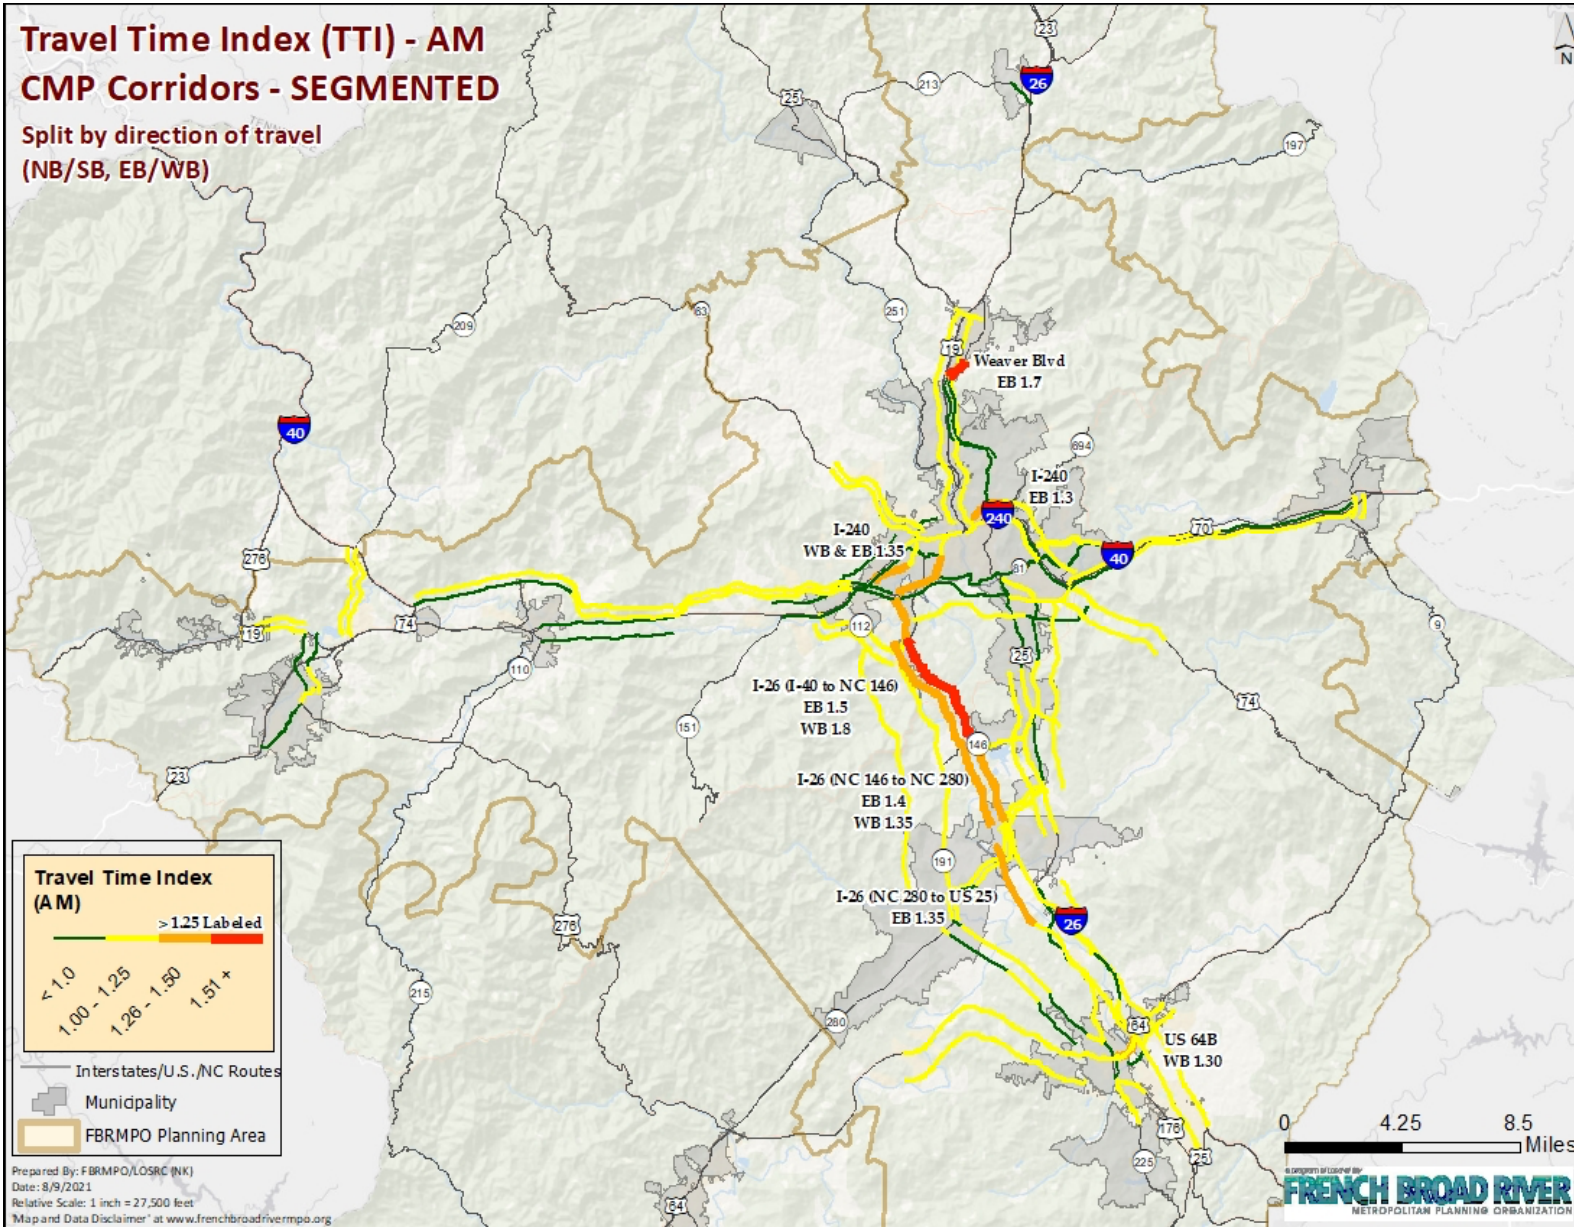 Travel Time Index (TTI) - AM
CMP Corridors - SEGMENTED
Split by direction of travel
(NB/SB, EB/WB)
N
23
26
213
25
197
209
63
251
19
Weaver Blvd
EB 1.7
40
694
I-240
EB 1.3
240
I-240
WB & EB 1.35
70
40
276
81
74
19
112
9
110
25
I-26 (I-40 to NC 146)
EB 1.5
WB 1.8
151
74
146
23
I-26 (NC 146 to NC 280)
EB 1.4
WB 1.35
191
I-26 (NC 280 to US 25)
EB 1.35
26
276
215
280
64
US 64B
WB 1.30
176
25
225
64
Travel Time Index
(AM)
>1.25 Labeled
< 1.0
1.00 - 1.25
1.26 - 1.50
1.51 +
Interstates/U.S./NC Routes
Municipality
FBRMPO Planning Area
Prepared By: FBRMPO/LOSRC (NK)
Date: 8/9/2021
Relative Scale: 1 inch = 27,500 feet
'Map and Data Disclaimer' at www.frenchbroadrivermpo.org
0 4.25 8.5
Miles
FRENCH BROAD RIVER
METROPOLITAN PLANNING ORGANIZATION